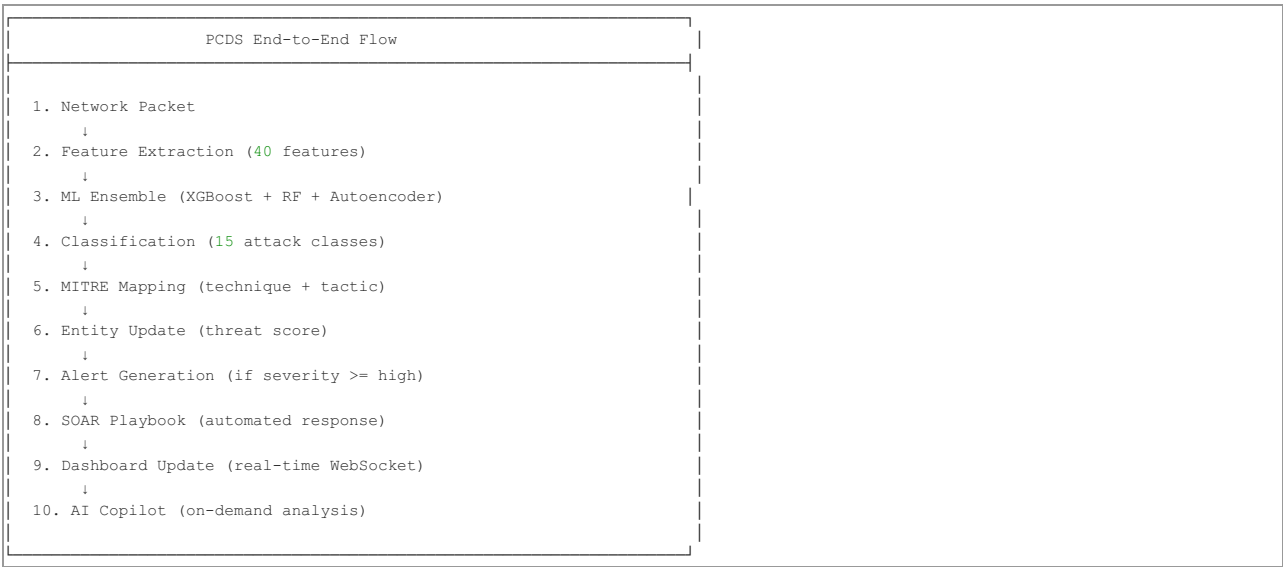 PCDS End-to-End Flow
1. Network Packet
↓
2. Feature Extraction (40 features)
↓
3. ML Ensemble (XGBoost + RF + Autoencoder)
↓
4. Classification (15 attack classes)
↓
5. MITRE Mapping (technique + tactic)
↓
6. Entity Update (threat score)
↓
7. Alert Generation (if severity >= high)
↓
8. SOAR Playbook (automated response)
↓
9. Dashboard Update (real-time WebSocket)
↓
10. AI Copilot (on-demand analysis)